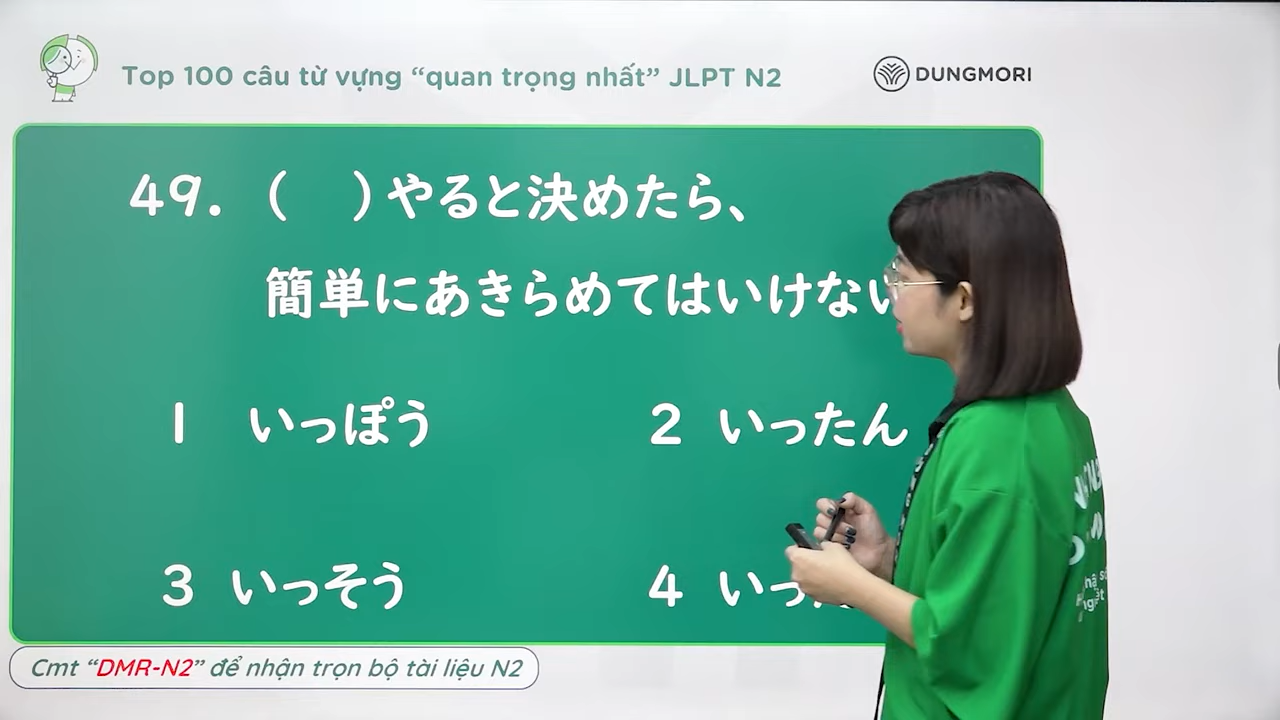 Top 100 câu từ vựng “quan trọng nhất” JLPT N2
DUNGMORI
49. (　)やると決めたら、
簡単にあきらめてはいけない
1 いっぽう
2 いったん
3 いっそう
4 いっ
Cmt “DMR-N2” để nhận trọn bộ tài liệu N2